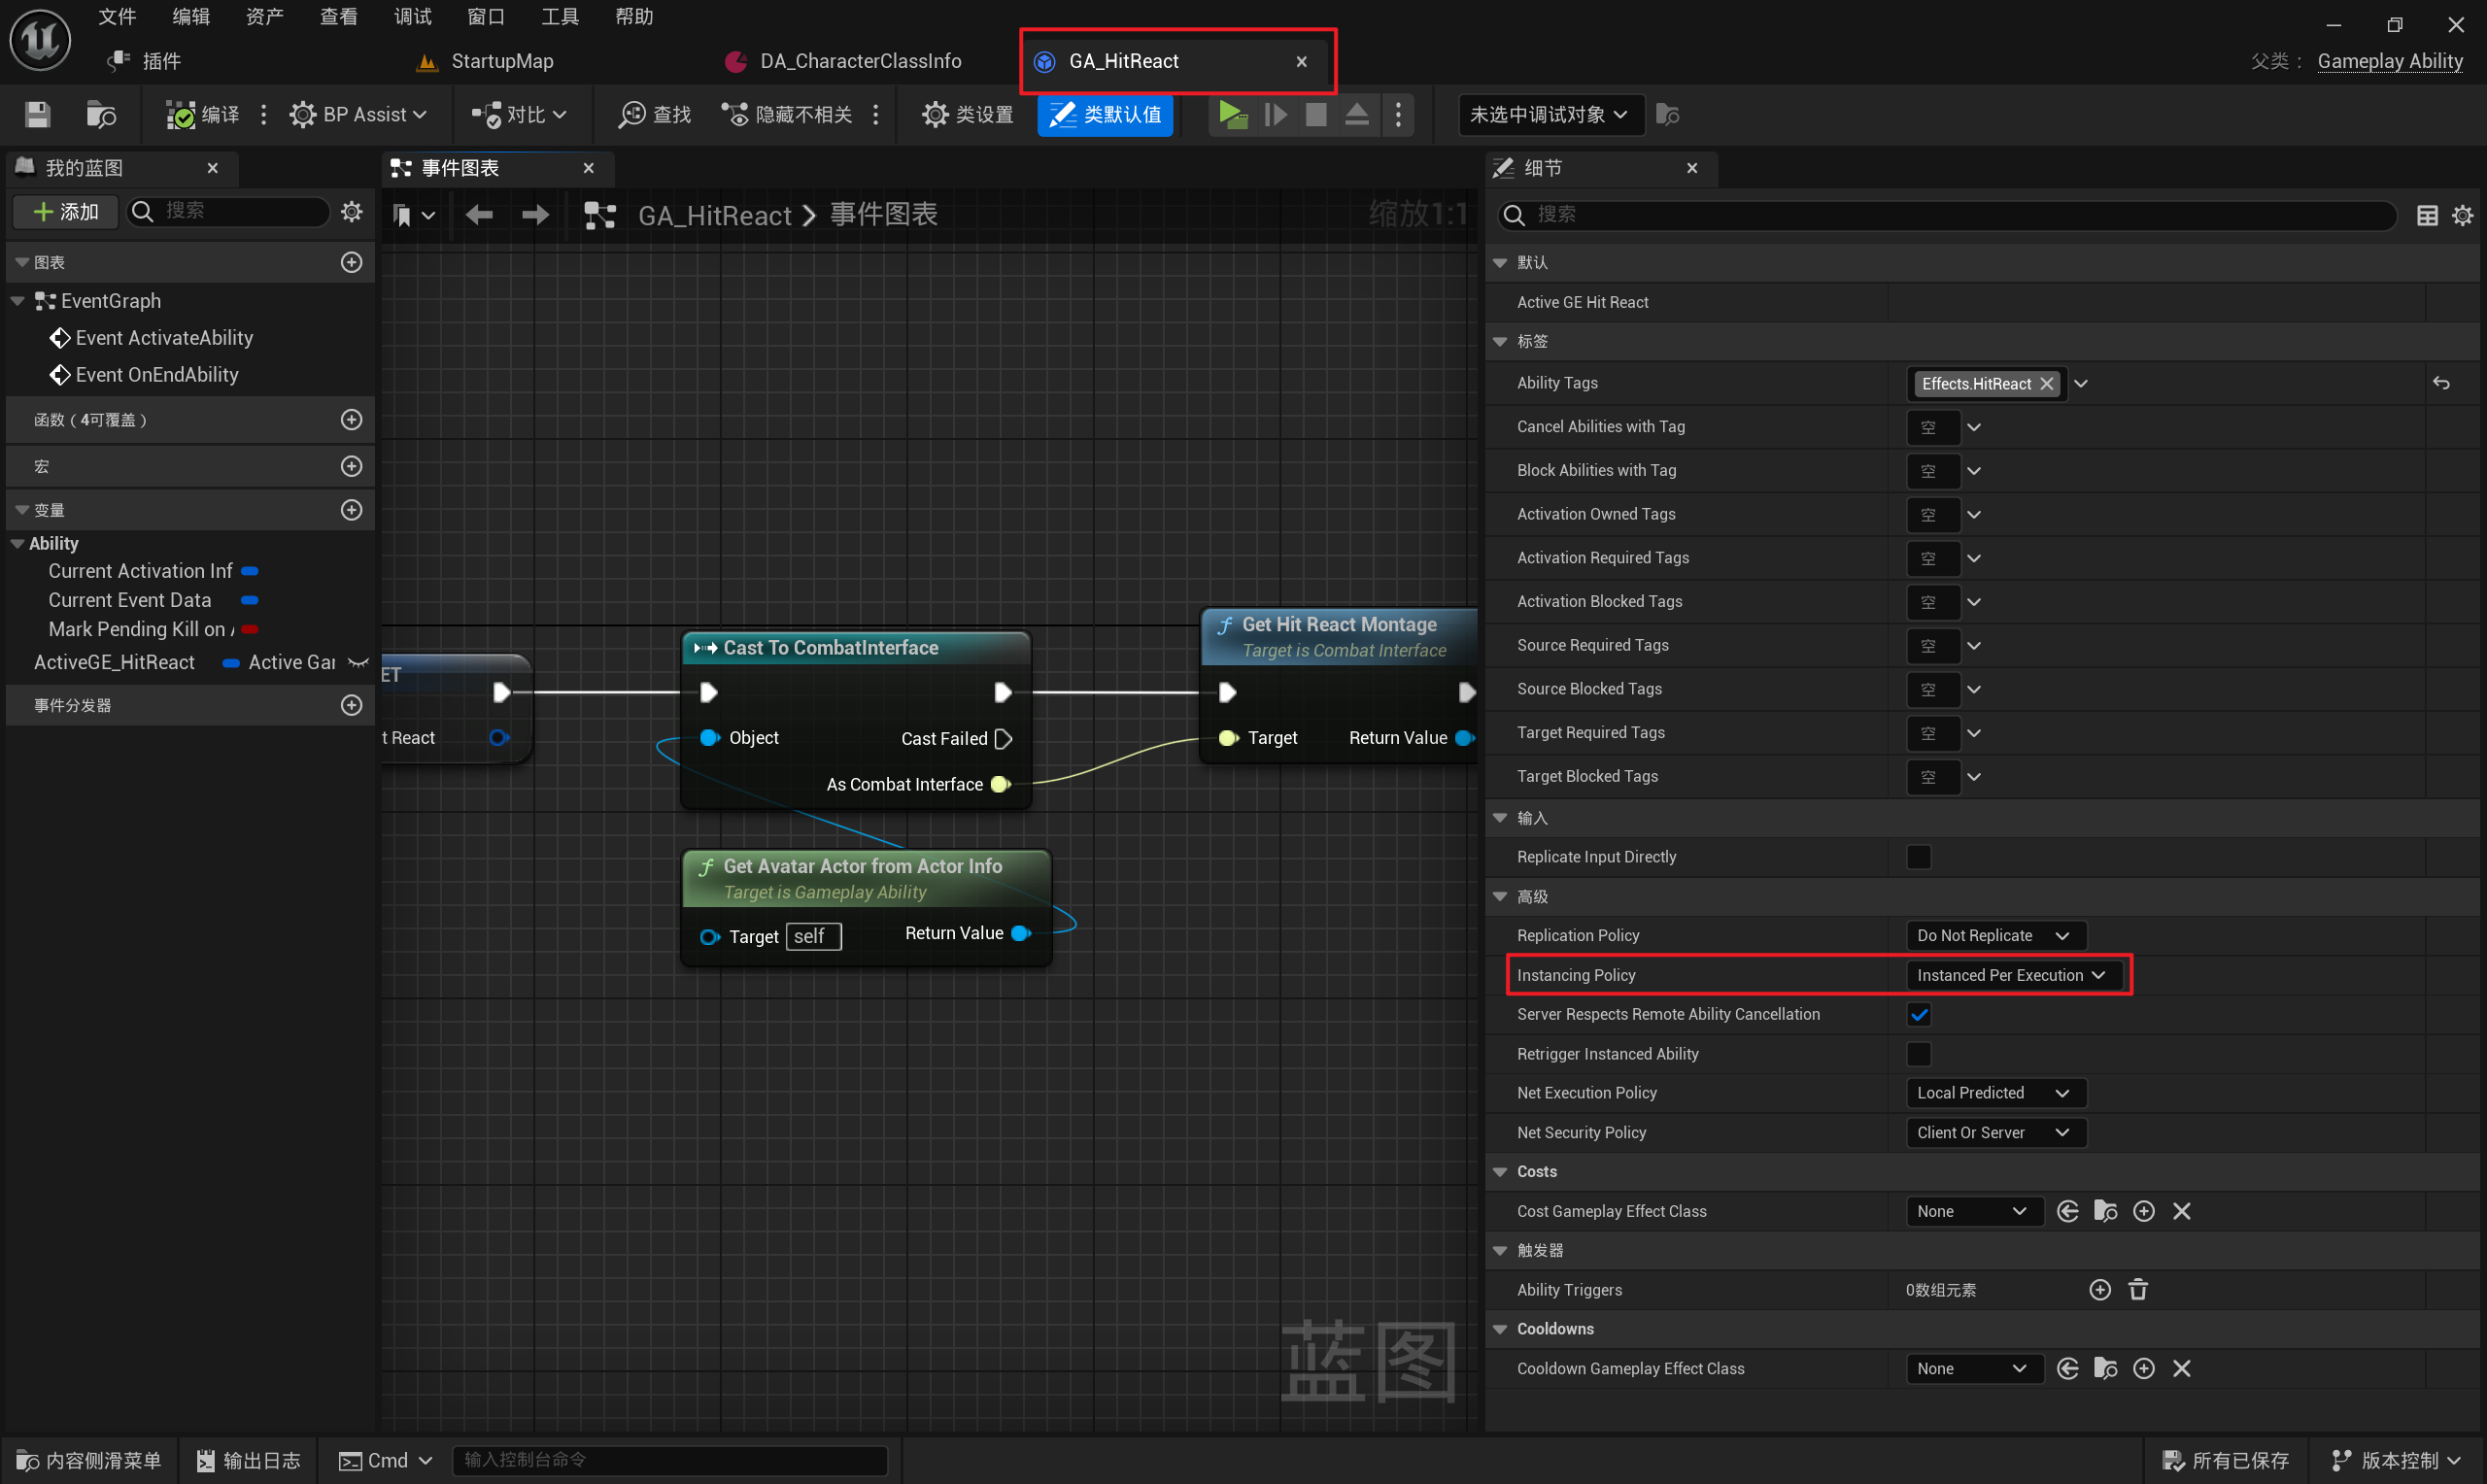 文件 编辑 资产 查看 调试 窗口 工具 帮助
插件 StartupMap DA_CharacterClassInfo GA_HitReact 父类： Gameplay Ability
编译 BP Assist 对比 查找 隐藏不相关 类设置 类默认值 未选中调试对象
我的蓝图
添加 搜索
图表
EventGraph
Event ActivateAbility
Event OnEndAbility
函数（4可覆盖）
宏
变量
Ability
Current Activation Inf
Current Event Data
Mark Pending Kill on
ActiveGE_HitReact Active Gar
事件分发器
事件图表
GA_HitReact 事件图表 缩放1:1
ET
t React
Cast To CombatInterface
Object Cast Failed
As Combat Interface
Get Hit React Montage
Target is Combat Interface
Target Return Value
Get Avatar Actor from Actor Info
Target is Gameplay Ability
Target self Return Value
蓝图
细节
搜索
默认
Active GE Hit React
标签
Ability Tags Effects.HitReact
Cancel Abilities with Tag 空
Block Abilities with Tag 空
Activation Owned Tags 空
Activation Required Tags 空
Activation Blocked Tags 空
Source Required Tags 空
Source Blocked Tags 空
Target Required Tags 空
Target Blocked Tags 空
输入
Replicate Input Directly
高级
Replication Policy Do Not Replicate
Instancing Policy Instanced Per Execution
Server Respects Remote Ability Cancellation
Retrigger Instanced Ability
Net Execution Policy Local Predicted
Net Security Policy Client Or Server
Costs
Cost Gameplay Effect Class None
触发器
Ability Triggers 0数组元素
Cooldowns
Cooldown Gameplay Effect Class None
内容侧滑菜单 输出日志 Cmd 输入控制台命令 所有已保存 版本控制